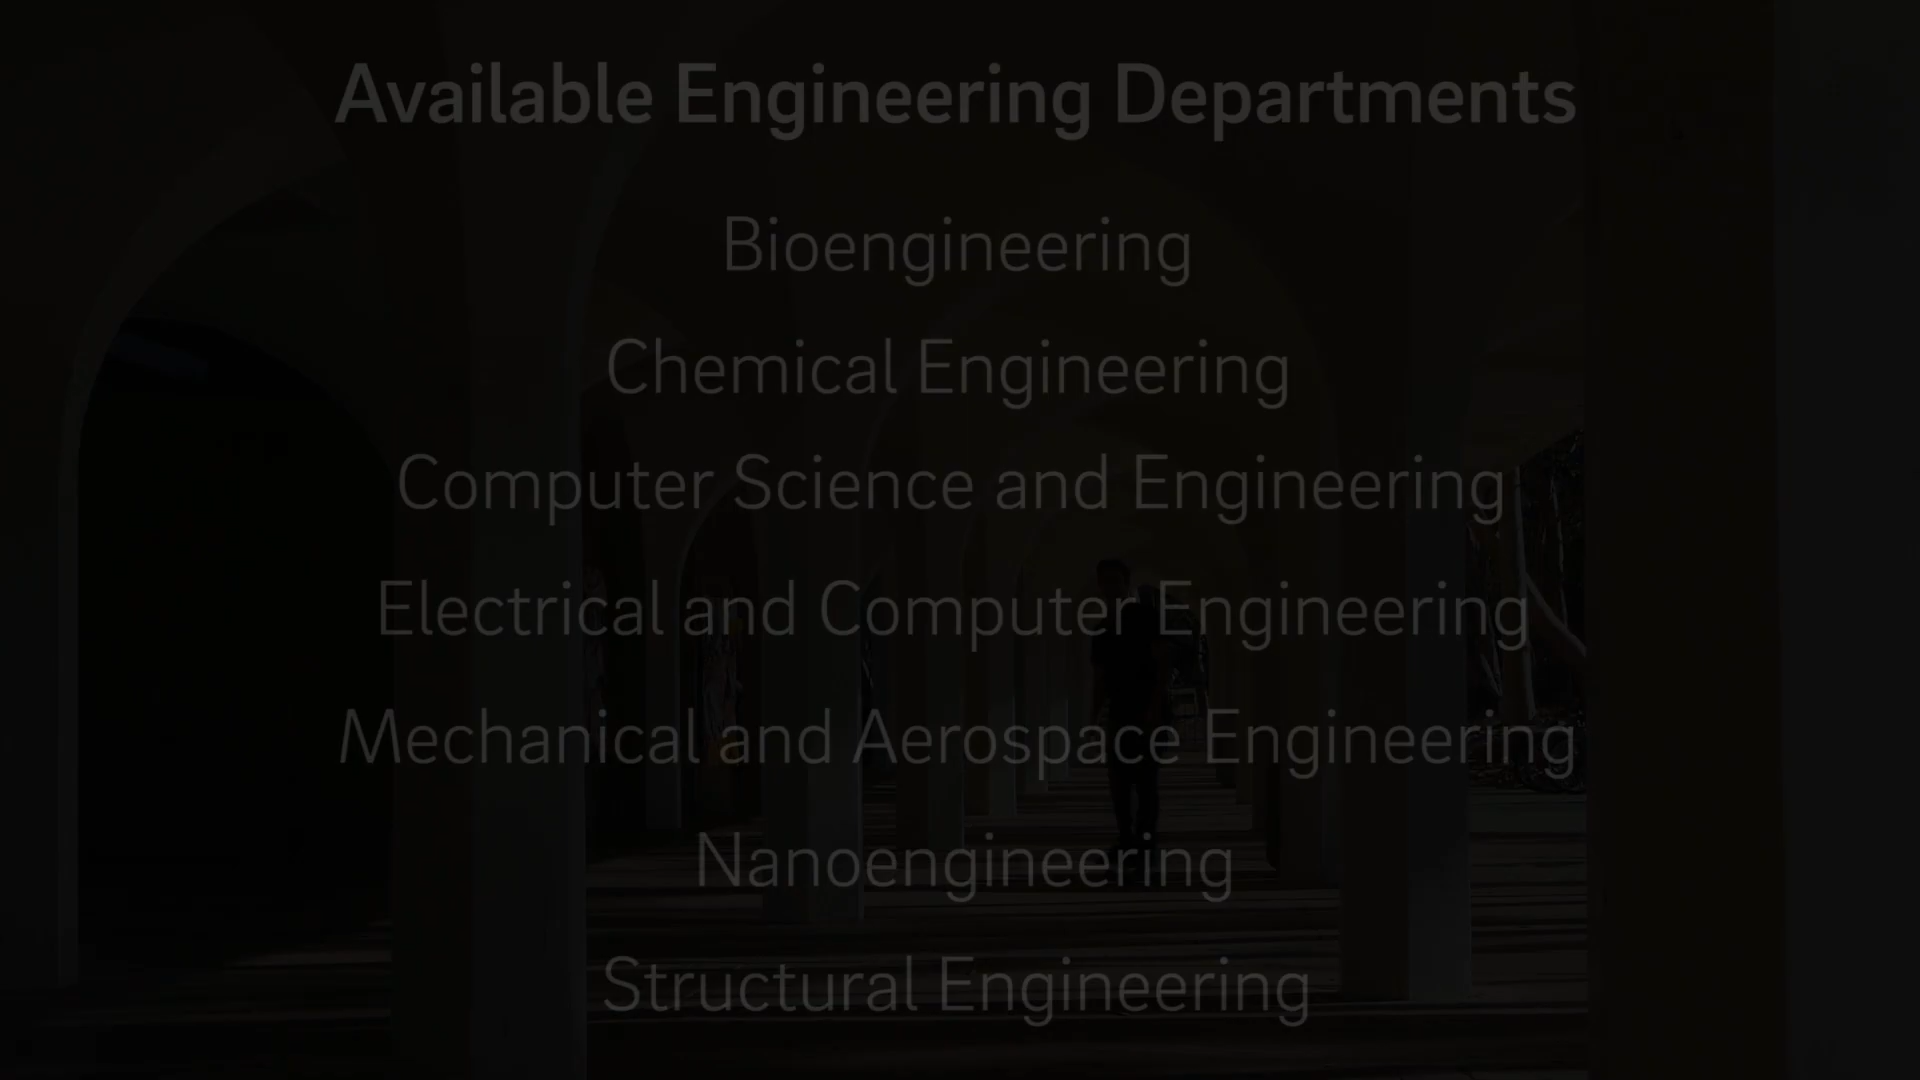 Available Engineering Departments
Bioengineering
Chemical Engineering
Computer Science and Engineering
Electrical and Computer Engineering
Mechanical and Aerospace Engineering
Nanoengineering
Structural Engineering